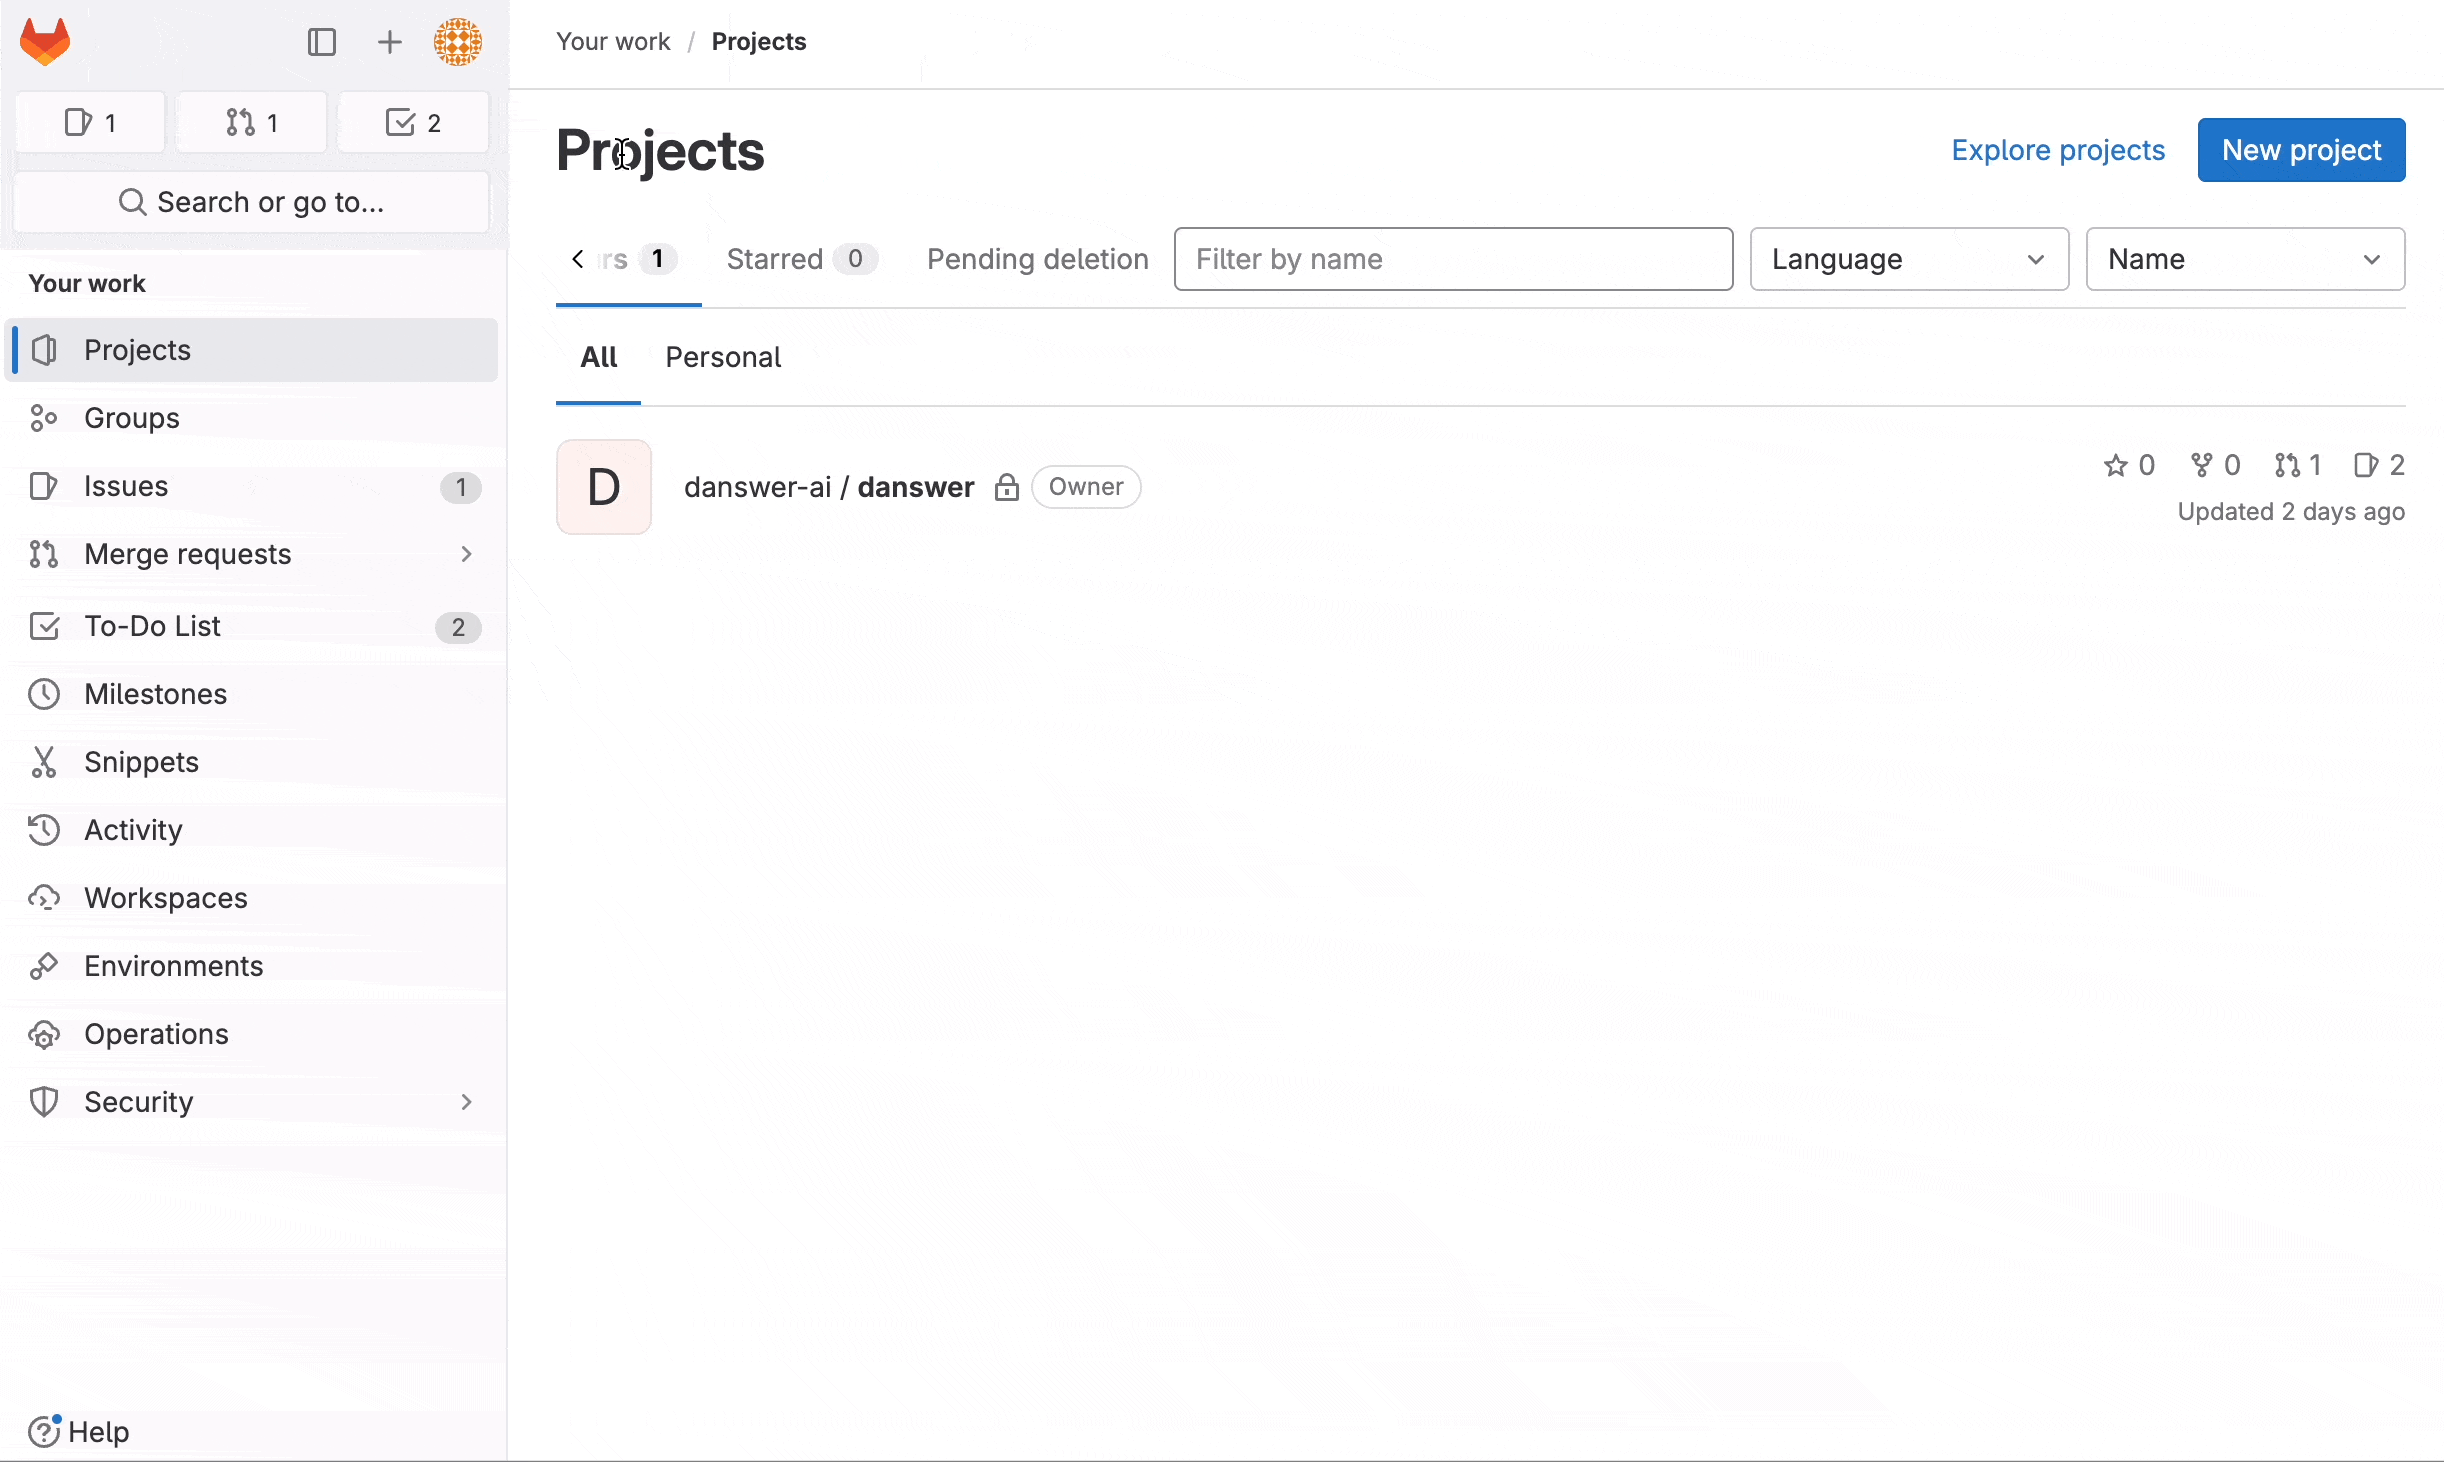 Your work / Projects
1
1
2
Search or go to...
Your work
Projects
Groups
Issues 1
Merge requests
To-Do List 2
Milestones
Snippets
Activity
Workspaces
Environments
Operations
Security
Help
Projects
Explore projects
New project
rs 1
Starred 0
Pending deletion
Filter by name
Language
Name
All
Personal
D
danswer-ai / danswer
Owner
0 0 1 2
Updated 2 days ago